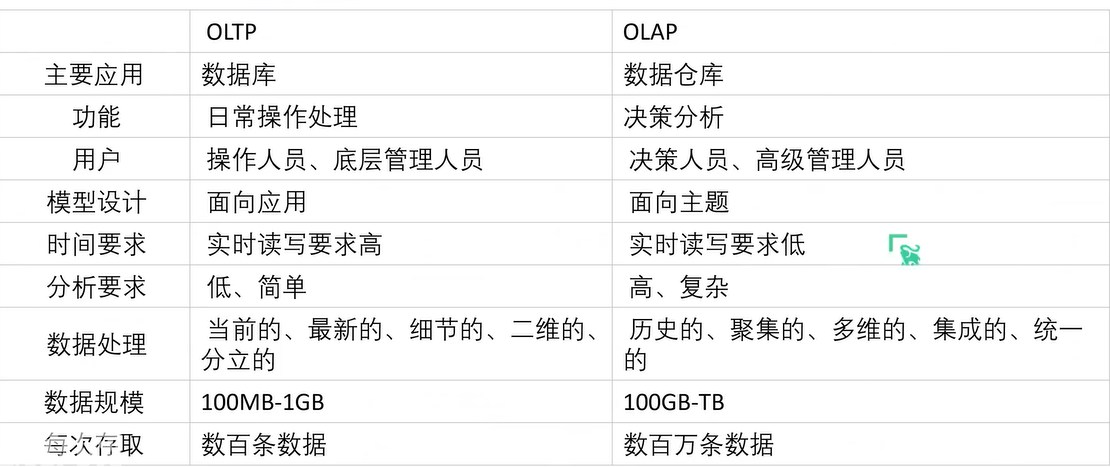 OLTP OLAP
主要应用 数据库 数据仓库
功能 日常操作处理 决策分析
用户 操作人员、底层管理人员 决策人员、高级管理人员
模型设计 面向应用 面向主题
时间要求 实时读写要求高 实时读写要求低
分析要求 低、简单 高、复杂
数据处理 当前的、最新的、细节的、二维的、 历史的、聚集的、多维的、集成的、统一
分立的 的
数据规模 100MB-1GB 100GB-TB
每次存取 数百条数据 数百万条数据